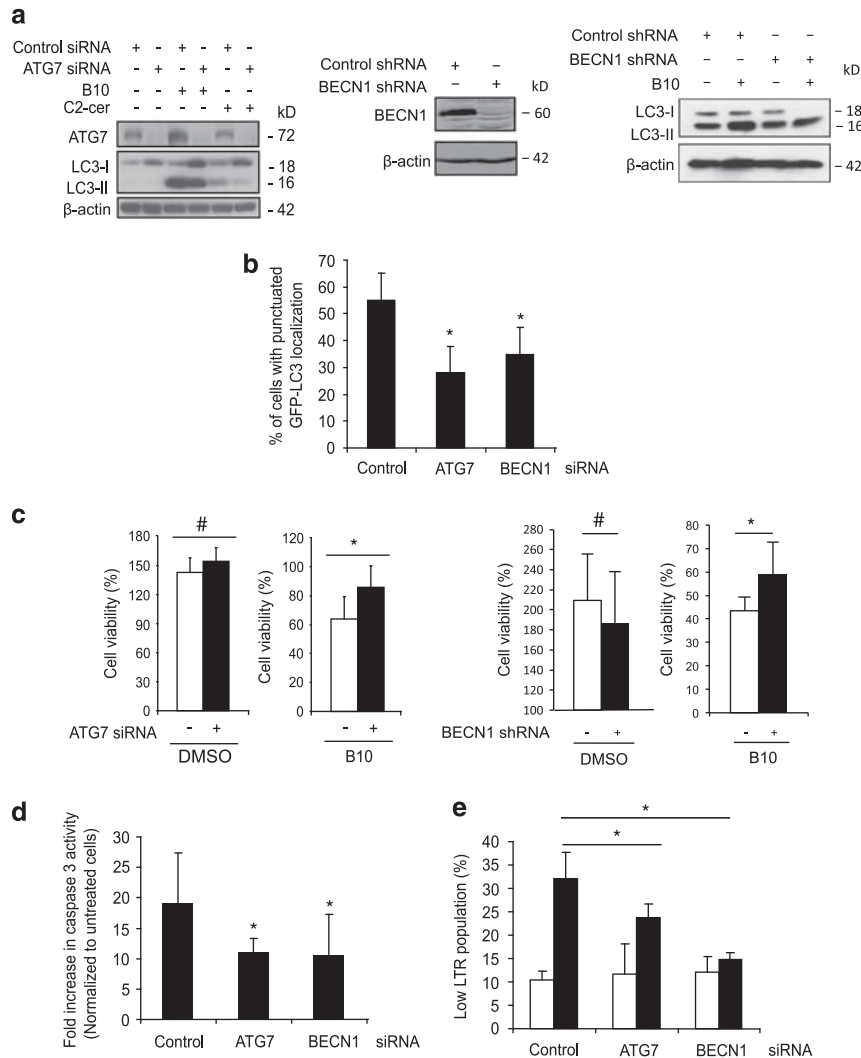 a
Control siRNA + - + - + -
ATG7 siRNA - + - + - +
B10 - - + + - -
C2-cer - - - - + + kD
ATG7 - 72
LC3-I - 18
LC3-II - 16
β-actin - 42
Control shRNA + -
BECN1 shRNA - + kD
BECN1 - 60
β-actin - 42
Control shRNA + + - -
BECN1 shRNA - - + + kD
B10 - + - +
LC3-I - 18
LC3-II - 16
β-actin - 42
b
% of cells with punctuated
GFP-LC3 localization
70
60
50
40
30
20
10
0
* *
Control ATG7 BECN1 siRNA
c
Cell viability (%)
180
150
120
90
60
30
0
#
ATG7 siRNA - +
DMSO
Cell viability (%)
120
100
80
60
40
20
0
*
- +
B10
Cell viability (%)
280
260
240
220
200
180
160
140
120
100
#
BECN1 shRNA - +
DMSO
Cell viability (%)
80
70
60
50
40
30
20
10
0
*
- +
B10
d
Fold increase in caspase 3 activity
(Normalized to untreated cells)
30
25
20
15
10
5
0
* *
Control ATG7 BECN1 siRNA
e
Low LTR population (%)
40
35
30
25
20
15
10
5
0
*
*
Control ATG7 BECN1 siRNA